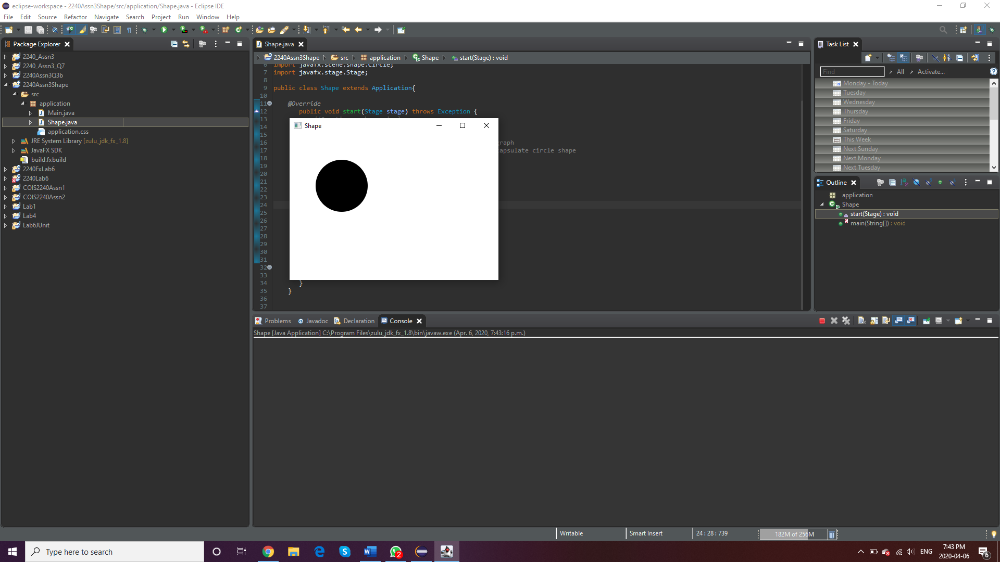 eclipse-workspace - 2240Assn3Shape/src/application/Shape.java - Eclipse IDE
File Edit Source Refactor Navigate Search Project Run Window Help
Package Explorer
2240_Assn3
2240_Assn3_Q7
2240Assn3Q3b
2240Assn3Shape
src
application
Main.java
Shape.java
application.css
JRE System Library [zulu_jdk_fx_1.8]
JavaFX SDK
build.fxbuild
2240FxLab6
2240Lab6
COIS2240Assn1
COIS2240Assn2
Lab1
Lab4
Lab6JUnit
Shape.java
2240Assn3Shape src application Shape start(Stage) : void
6 import javafx.scene.shape.Circle;
7 import javafx.stage.Stage;
8
9 public class Shape extends Application{
10
11 @Override
12 public void start(Stage stage) throws Exception {
13
14
15
16 raph
17 apsulate circle shape
18
19
20
21
22
23
24
25
26
27
28
29
30
31
32
33
34 }
35 }
36
37
Shape
Task List
Find All Activate...
Monday - Today
Tuesday
Wednesday
Thursday
Friday
Saturday
This Week
Next Sunday
Next Monday
Next Tuesday
Outline
application
Shape
start(Stage) : void
main(String[]) : void
Problems Javadoc Declaration Console
Shape [Java Application] C:\Program Files\zulu_jdk_fx_1.8\bin\javaw.exe (Apr. 6, 2020, 7:43:16 p.m.)
Writable Smart Insert 24 : 28 : 739 182M of 256M
Type here to search
2
ENG
7:43 PM
2020-04-06
6